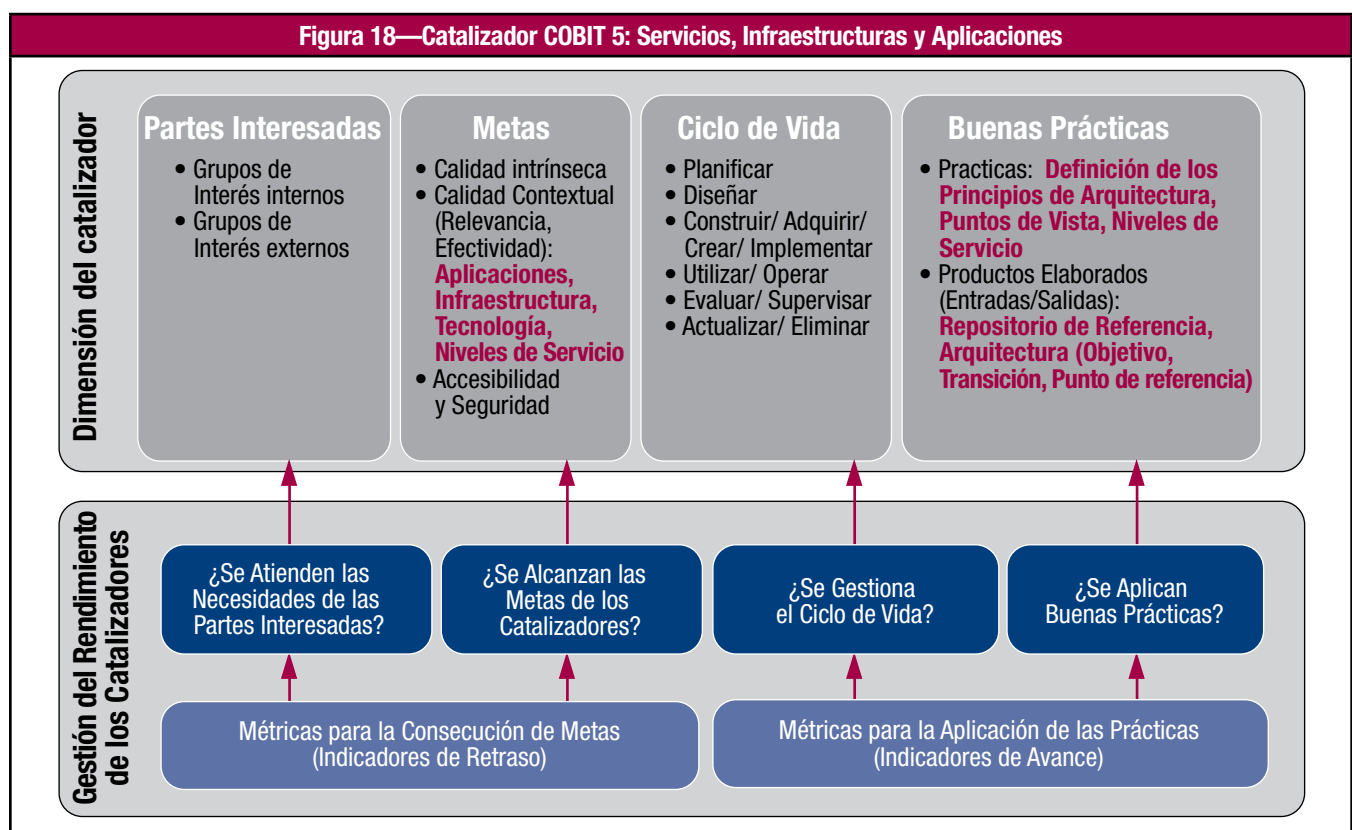 Figura 18—Catalizador COBIT 5: Servicios, Infraestructuras y Aplicaciones
Dimensión del catalizador
Partes Interesadas
• Grupos de
Interés internos
• Grupos de
Interés externos
Metas
• Calidad intrínseca
• Calidad Contextual
(Relevancia,
Efectividad):
Aplicaciones,
Infraestructura,
Tecnología,
Niveles de Servicio
• Accesibilidad
y Seguridad
Ciclo de Vida
• Planificar
• Diseñar
• Construir/ Adquirir/
Crear/ Implementar
• Utilizar/ Operar
• Evaluar/ Supervisar
• Actualizar/ Eliminar
Buenas Prácticas
• Practicas: Definición de los
Principios de Arquitectura,
Puntos de Vista, Niveles de
Servicio
• Productos Elaborados
(Entradas/Salidas):
Repositorio de Referencia,
Arquitectura (Objetivo,
Transición, Punto de referencia)
Gestión del Rendimiento
de los Catalizadores
¿Se Atienden las
Necesidades de las
Partes Interesadas?
¿Se Alcanzan las
Metas de los
Catalizadores?
¿Se Gestiona
el Ciclo de Vida?
¿Se Aplican
Buenas Prácticas?
Métricas para la Consecución de Metas
(Indicadores de Retraso)
Métricas para la Aplicación de las Prácticas
(Indicadores de Avance)